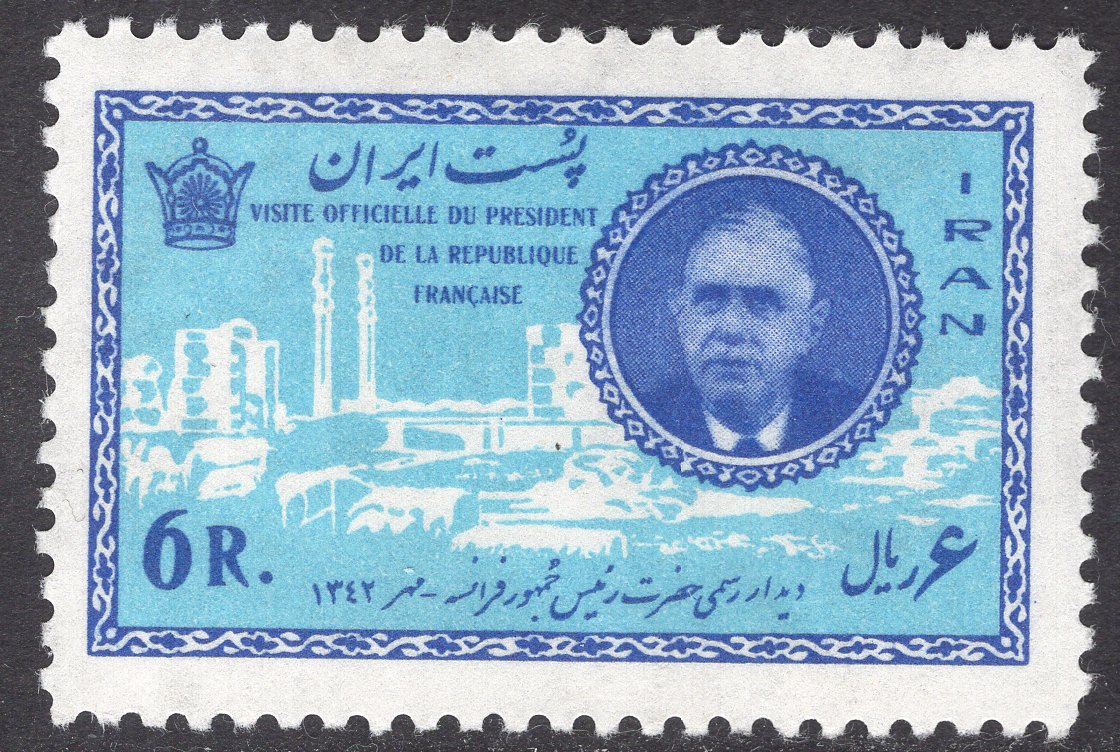 پست ایران
VISITE OFFICIELLE DU PRESIDENT
DE LA REPUBLIQUE
FRANÇAISE
IRAN
6 R.
۶ ریال
دیدار رسمی حضرت رئیس جمهور فرانسه - مهر ۱۳۴۲